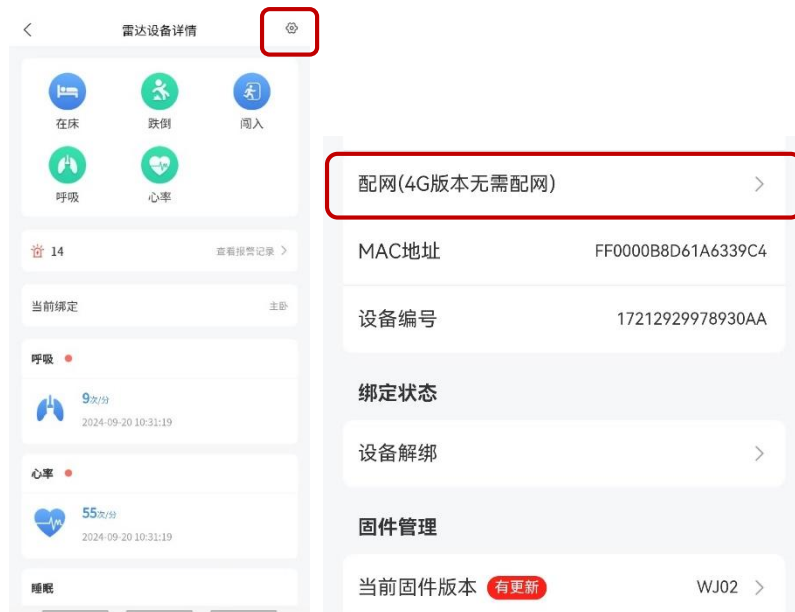 雷达设备详情
在床
跌倒
闯入
呼吸
心率
14
查看报警记录
当前绑定
主卧
呼吸
9次/分
2024-09-20 10:31:19
心率
55次/分
2024-09-20 10:31:19
睡眠
配网(4G版本无需配网)
MAC地址
FF0000B8D61A6339C4
设备编号
17212929978930AA
绑定状态
设备解绑
固件管理
当前固件版本 有更新
WJ02